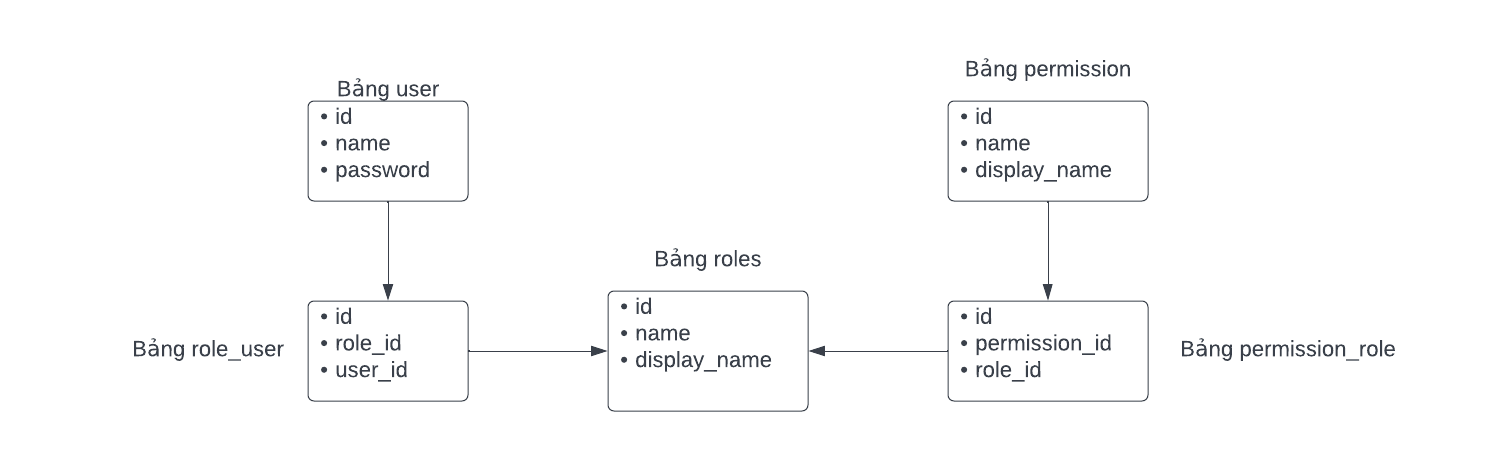 Bảng user
• id
• name
• password
Bảng permission
• id
• name
• display_name
Bảng role_user
• id
• role_id
• user_id
Bảng roles
• id
• name
• display_name
• id
• permission_id
• role_id
Bảng permission_role